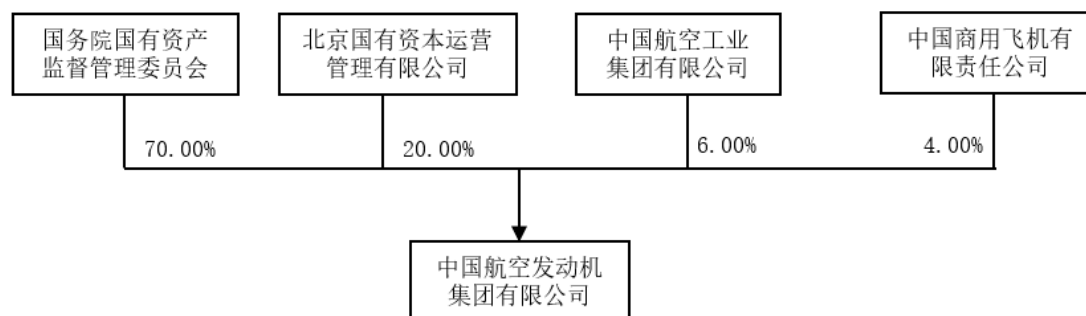 国务院国有资产
监督管理委员会
北京国有资本运营
管理有限公司
中国航空工业
集团有限公司
中国商用飞机有
限责任公司
70.00%
20.00%
6.00%
4.00%
中国航空发动机
集团有限公司